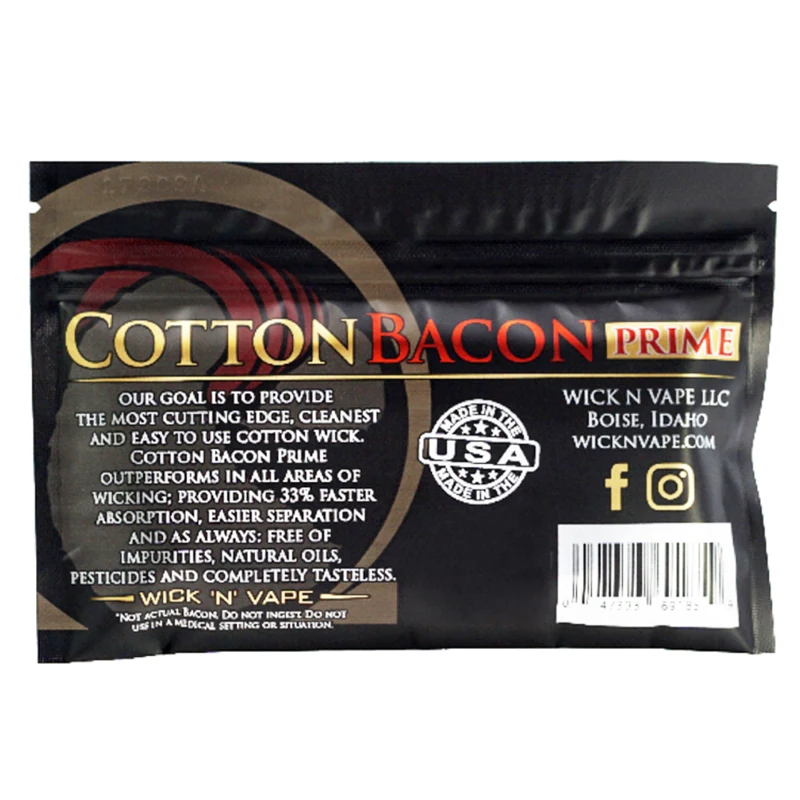 COTTON BACON PRIME
OUR GOAL IS TO PROVIDE
THE MOST CUTTING EDGE, CLEANEST
AND EASY TO USE COTTON WICK.
COTTON BACON PRIME
OUTPERFORMS IN ALL AREAS OF
WICKING; PROVIDING 33% FASTER
ABSORPTION, EASIER SEPARATION
AND AS ALWAYS: FREE OF
IMPURITIES, NATURAL OILS,
PESTICIDES AND COMPLETELY TASTELESS.
WICK 'N' VAPE
*NOT ACTUAL BACON. DO NOT INGEST. DO NOT
USE IN A MEDICAL SETTING OR SITUATION.
MADE IN THE
USA
MADE IN THE
WICK N VAPE LLC
BOISE, IDAHO
WICKNVAPE.COM
f
0